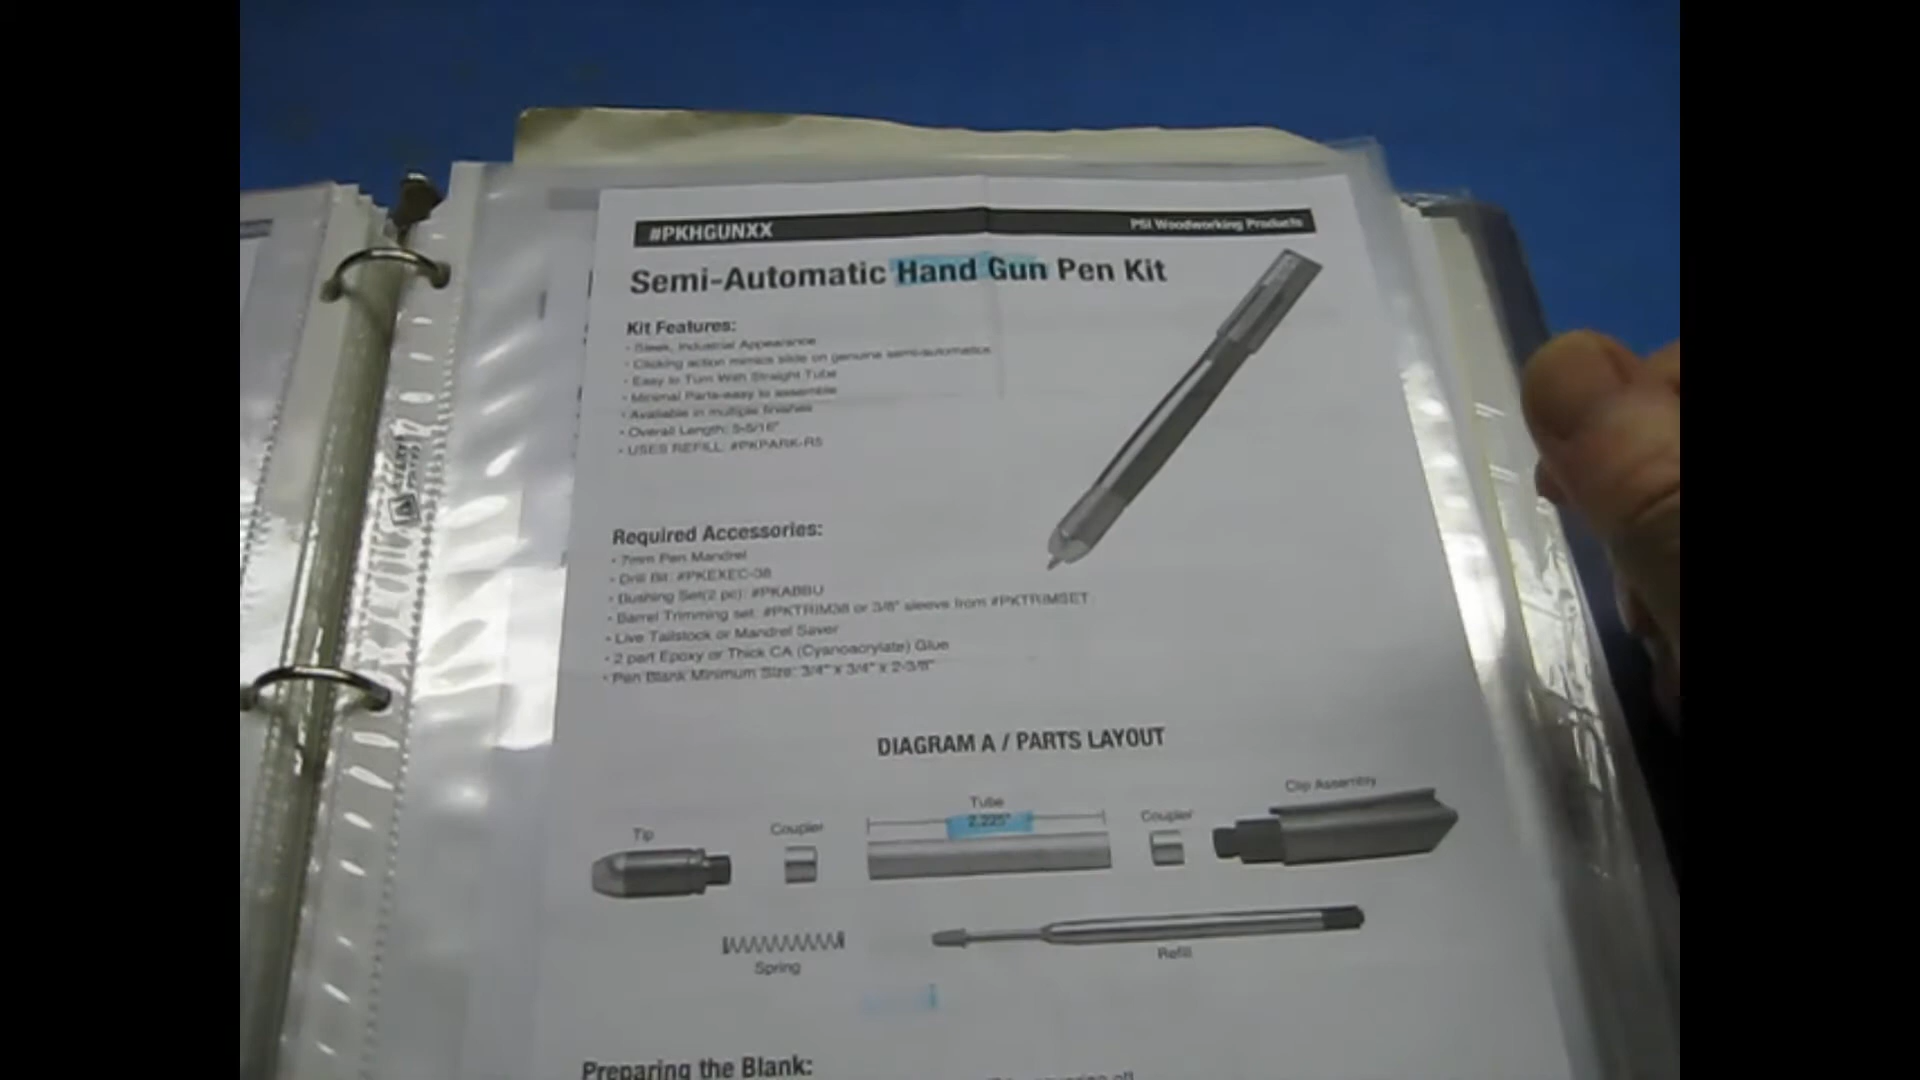 #PKHGUNXX
PSI Woodworking Products
Semi-Automatic Hand Gun Pen Kit
Kit Features:
· Sleek, Industrial Appearance
· Clicking action mimics slide on genuine semi-automatics
· Easy to Turn With Straight Tube
· Minimal Parts-easy to assemble
· Available in multiple finishes
· Overall Length: 5-5/16"
· USES REFILL: #PKPARK-R5
Required Accessories:
· 7mm Pen Mandrel
· Drill Bit: #PKEXEC-38
· Bushing Set(2 pc): #PKABBU
· Barrel Trimming set: #PKTRIM38 or 3/8" sleeve from #PKTRIMSET
· Live Tailstock or Mandrel Saver
· 2 part Epoxy or Thick CA (Cyanoacrylate) Glue
· Pen Blank Minimum Size: 3/4" x 3/4" x 2-3/8"
DIAGRAM A / PARTS LAYOUT
Tip
Coupler
Tube
2.225"
Coupler
Clip Assembly
Spring
Refill
Preparing the Blank: